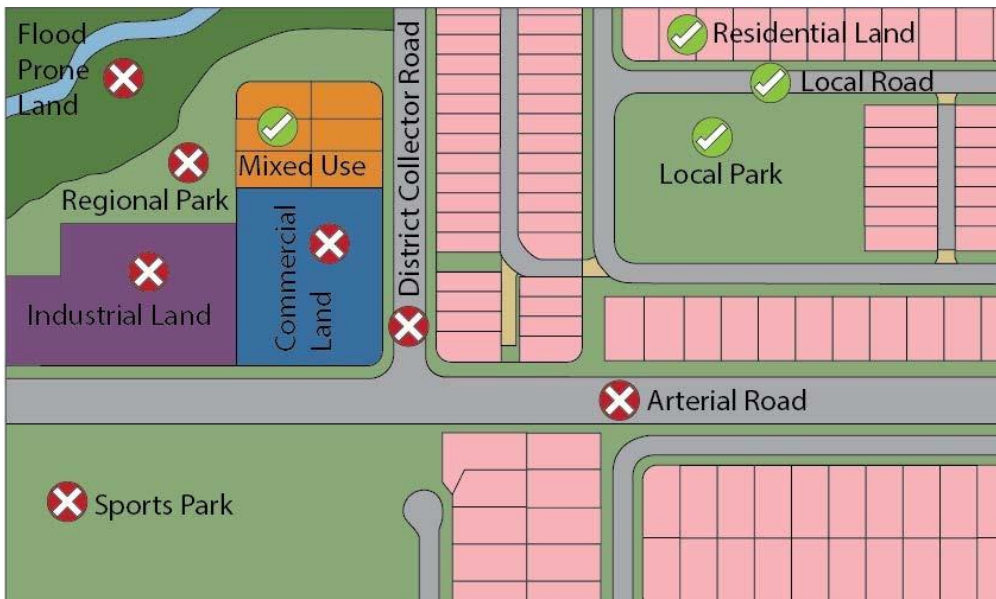 Flood
Prone
Land
Residential Land
Local Road
District Collector Road
Mixed Use
Local Park
Regional Park
Commercial
Land
Industrial Land
Arterial Road
Sports Park